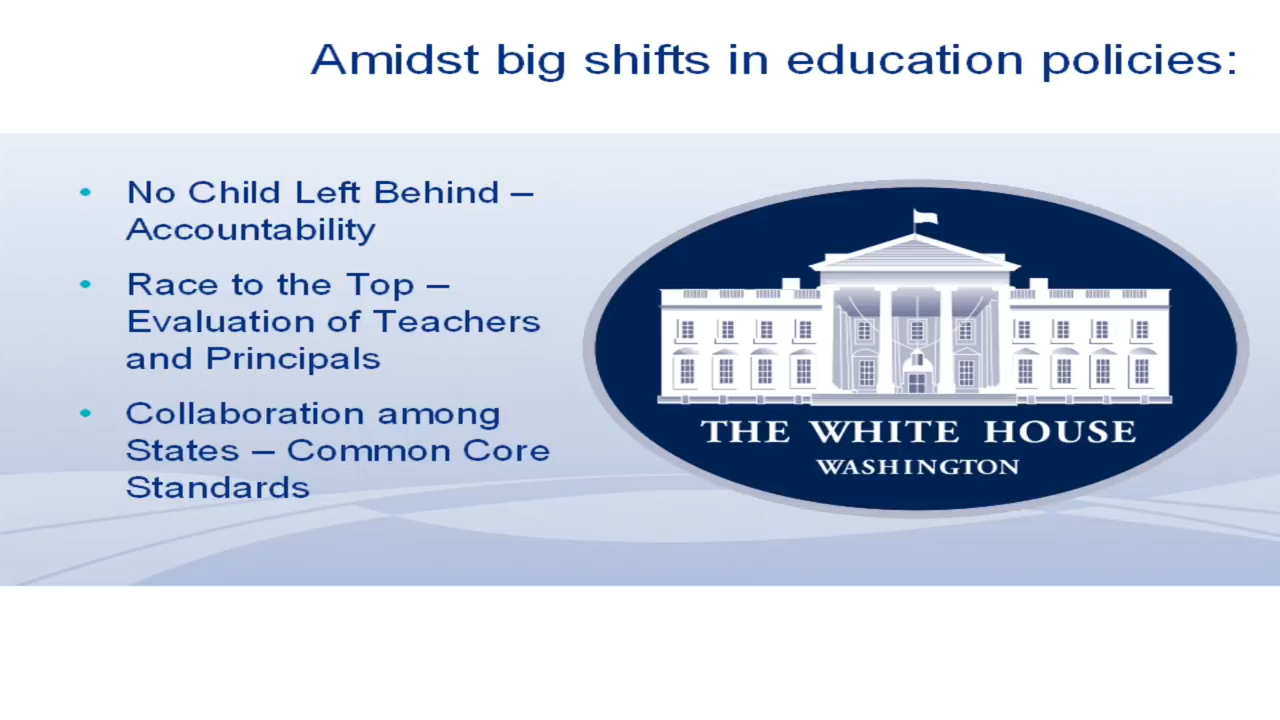 Amidst big shifts in education policies:
• No Child Left Behind –
Accountability
• Race to the Top –
Evaluation of Teachers
and Principals
• Collaboration among
States – Common Core
Standards
THE WHITE HOUSE
WASHINGTON